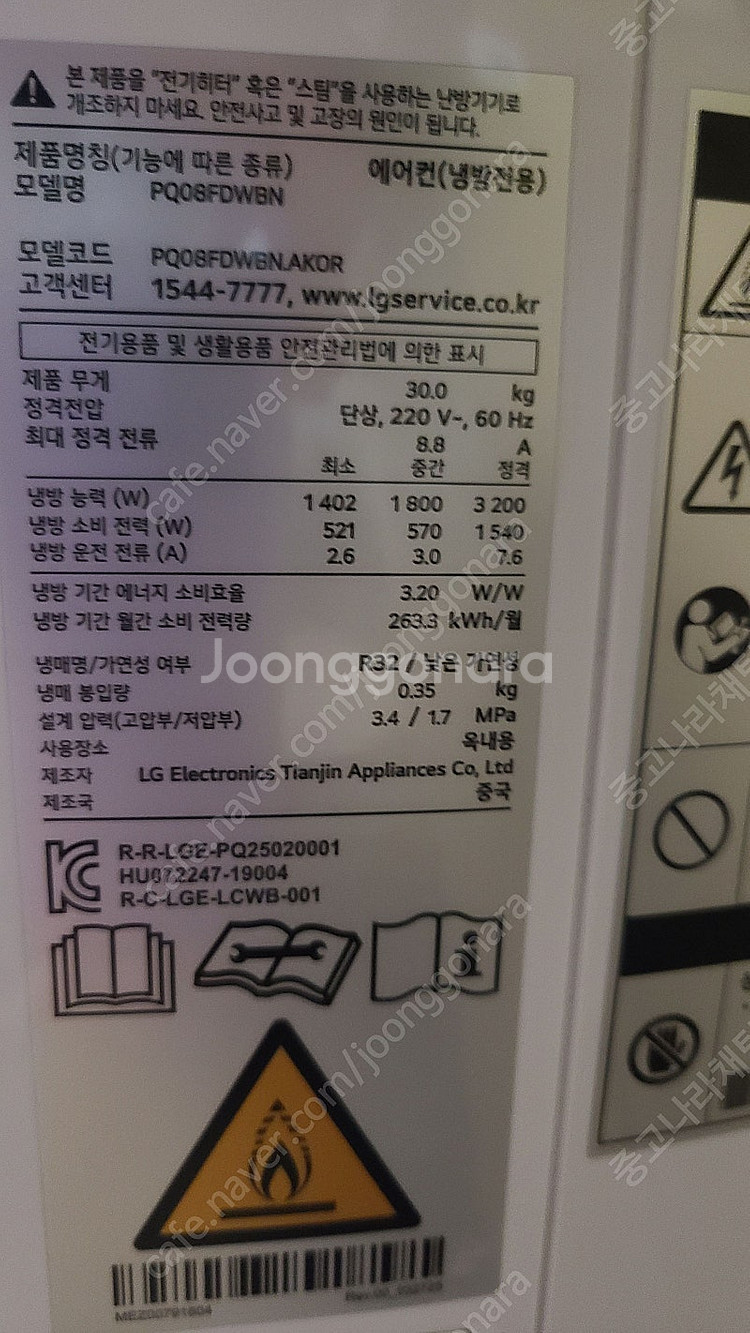 본 제품을 "전기히터" 혹은 "스팀"을 사용하는 난방기기로
개조하지 마세요. 안전사고 및 고장의 원인이 됩니다.
제품명칭(기능에 따른 종류) 에어컨(냉방전용)
모델명 PQ08FDWBN
모델코드 PQ08FDWBN.AKOR
고객센터 1544-7777, www.lgservice.co.kr
전기용품 및 생활용품 안전관리법에 의한 표시
제품 무게 30.0 kg
정격전압 단상, 220 V~, 60 Hz
최대 정격 전류 8.8 A
최소 중간 정격
냉방 능력 (W) 1 402 1 800 3 200
냉방 소비 전력 (W) 521 570 1 540
냉방 운전 전류 (A) 2.6 3.0 7.6
냉방 기간 에너지 소비효율 3.20 W/W
냉방 기간 월간 소비 전력량 263.3 kWh/월
냉매명/가연성 여부 R32 / 낮은 가연성
냉매 봉입량 0.35 kg
설계 압력(고압부/저압부) 3.4 / 1.7 MPa
사용장소 옥내용
제조자 LG Electronics Tianjin Appliances Co, Ltd
제조국 중국
R-R-LGE-PQ25020001
HU072247-19004
R-C-LGE-LCWB-001
Joonggonara
cafe.naver.com/joonggonara